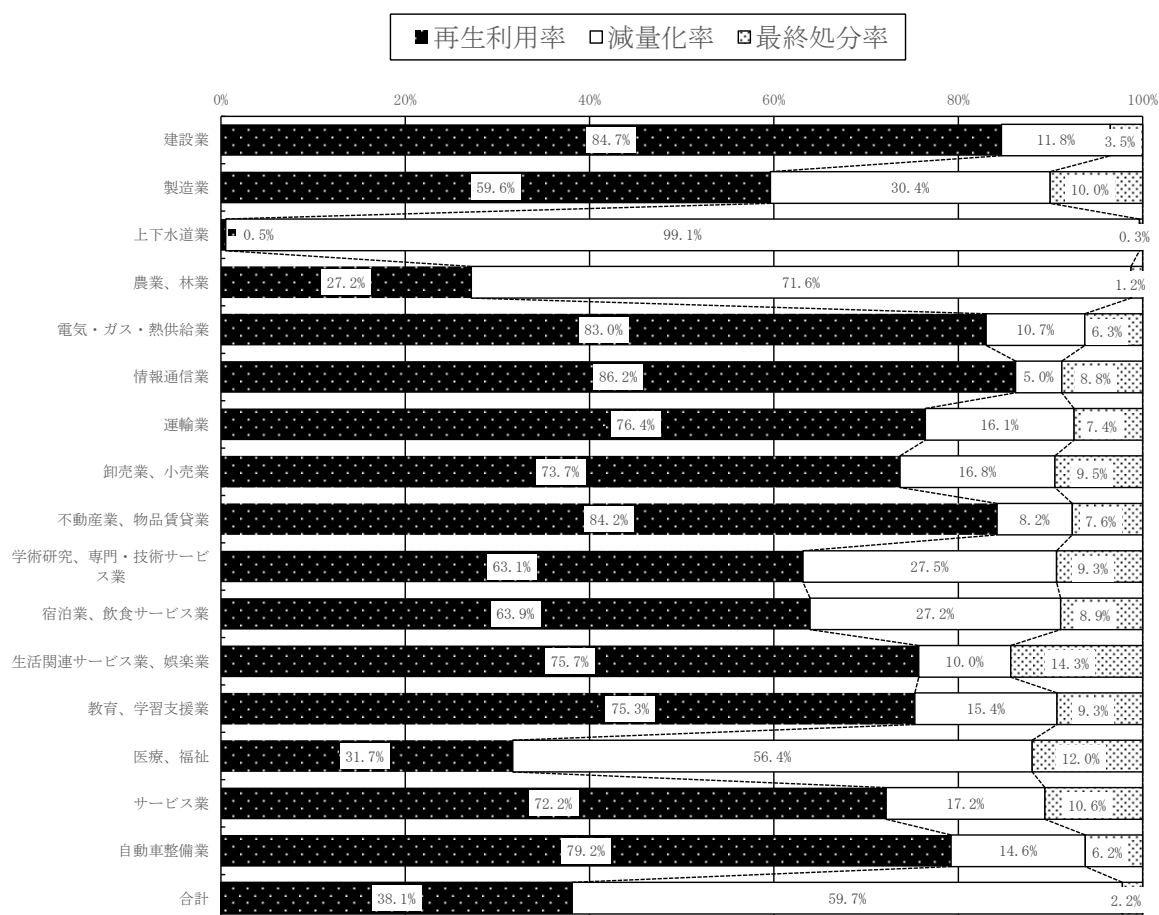 再生利用率 減量化率 最終処分率
0% 20% 40% 60% 80% 100%
建設業 84.7% 11.8% 3.5%
製造業 59.6% 30.4% 10.0%
上下水道業 0.5% 99.1% 0.3%
農業、林業 27.2% 71.6% 1.2%
電気・ガス・熱供給業 83.0% 10.7% 6.3%
情報通信業 86.2% 5.0% 8.8%
運輸業 76.4% 16.1% 7.4%
卸売業、小売業 73.7% 16.8% 9.5%
不動産業、物品賃貸業 84.2% 8.2% 7.6%
学術研究、専門・技術サービ
ス業 63.1% 27.5% 9.3%
宿泊業、飲食サービス業 63.9% 27.2% 8.9%
生活関連サービス業、娯楽業 75.7% 10.0% 14.3%
教育、学習支援業 75.3% 15.4% 9.3%
医療、福祉 31.7% 56.4% 12.0%
サービス業 72.2% 17.2% 10.6%
自動車整備業 79.2% 14.6% 6.2%
合計 38.1% 59.7% 2.2%